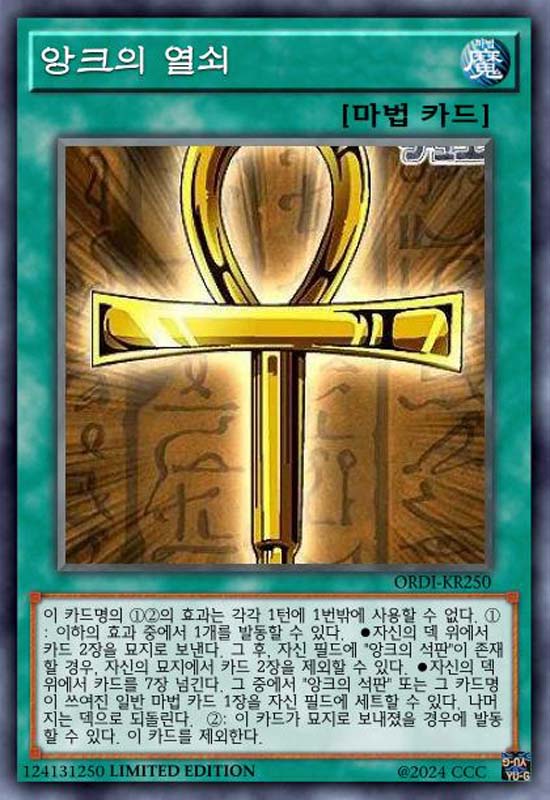 앙크의 열쇠
마법
魔
[마법 카드]
ORDI-KR250
이 카드명의 ①②의 효과는 각각 1턴에 1번밖에 사용할 수 없다. ①
: 이하의 효과 중에서 1개를 발동할 수 있다. ●자신의 덱 위에서
카드 2장을 묘지로 보낸다. 그 후, 자신 필드에 "앙크의 석판"이 존재
할 경우, 자신의 묘지에서 카드 2장을 제외할 수 있다. ●자신의 덱
위에서 카드를 7장 넘긴다. 그 중에서 "앙크의 석판" 또는 그 카드명
이 쓰여진 일반 마법 카드 1장을 자신 필드에 세트할 수 있다. 나머
지는 덱으로 되돌린다. ②: 이 카드가 묘지로 보내졌을 경우에 발동
할 수 있다. 이 카드를 제외한다.
124131250 LIMITED EDITION
@2024 CCC